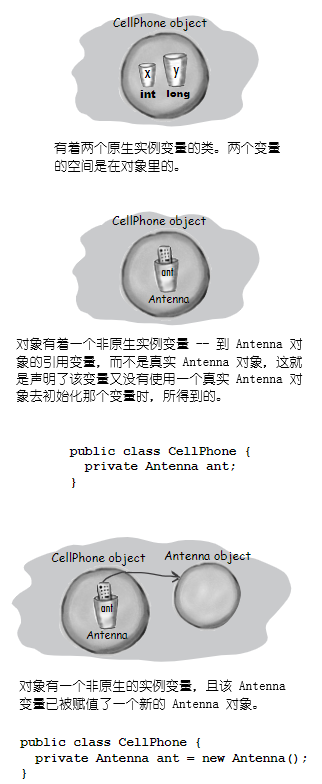 CellPhone object
x y
int long
有着两个原生实例变量的类。两个变量
的空间是在对象里的。
CellPhone object
ant
Antenna
对象有着一个非原生实例变量 -- 到 Antenna 对
象的引用变量，而不是真实 Antenna 对象，这就
是声明了该变量又没有使用一个真实 Antenna 对
象去初始化那个变量时，所得到的。
public class CellPhone {
private Antenna ant;
}
CellPhone object Antenna object
ant
Antenna
对象有一个非原生的实例变量，且该 Antenna
变量已被赋值了一个新的 Antenna 对象。
public class CellPhone {
private Antenna ant = new Antenna();
}